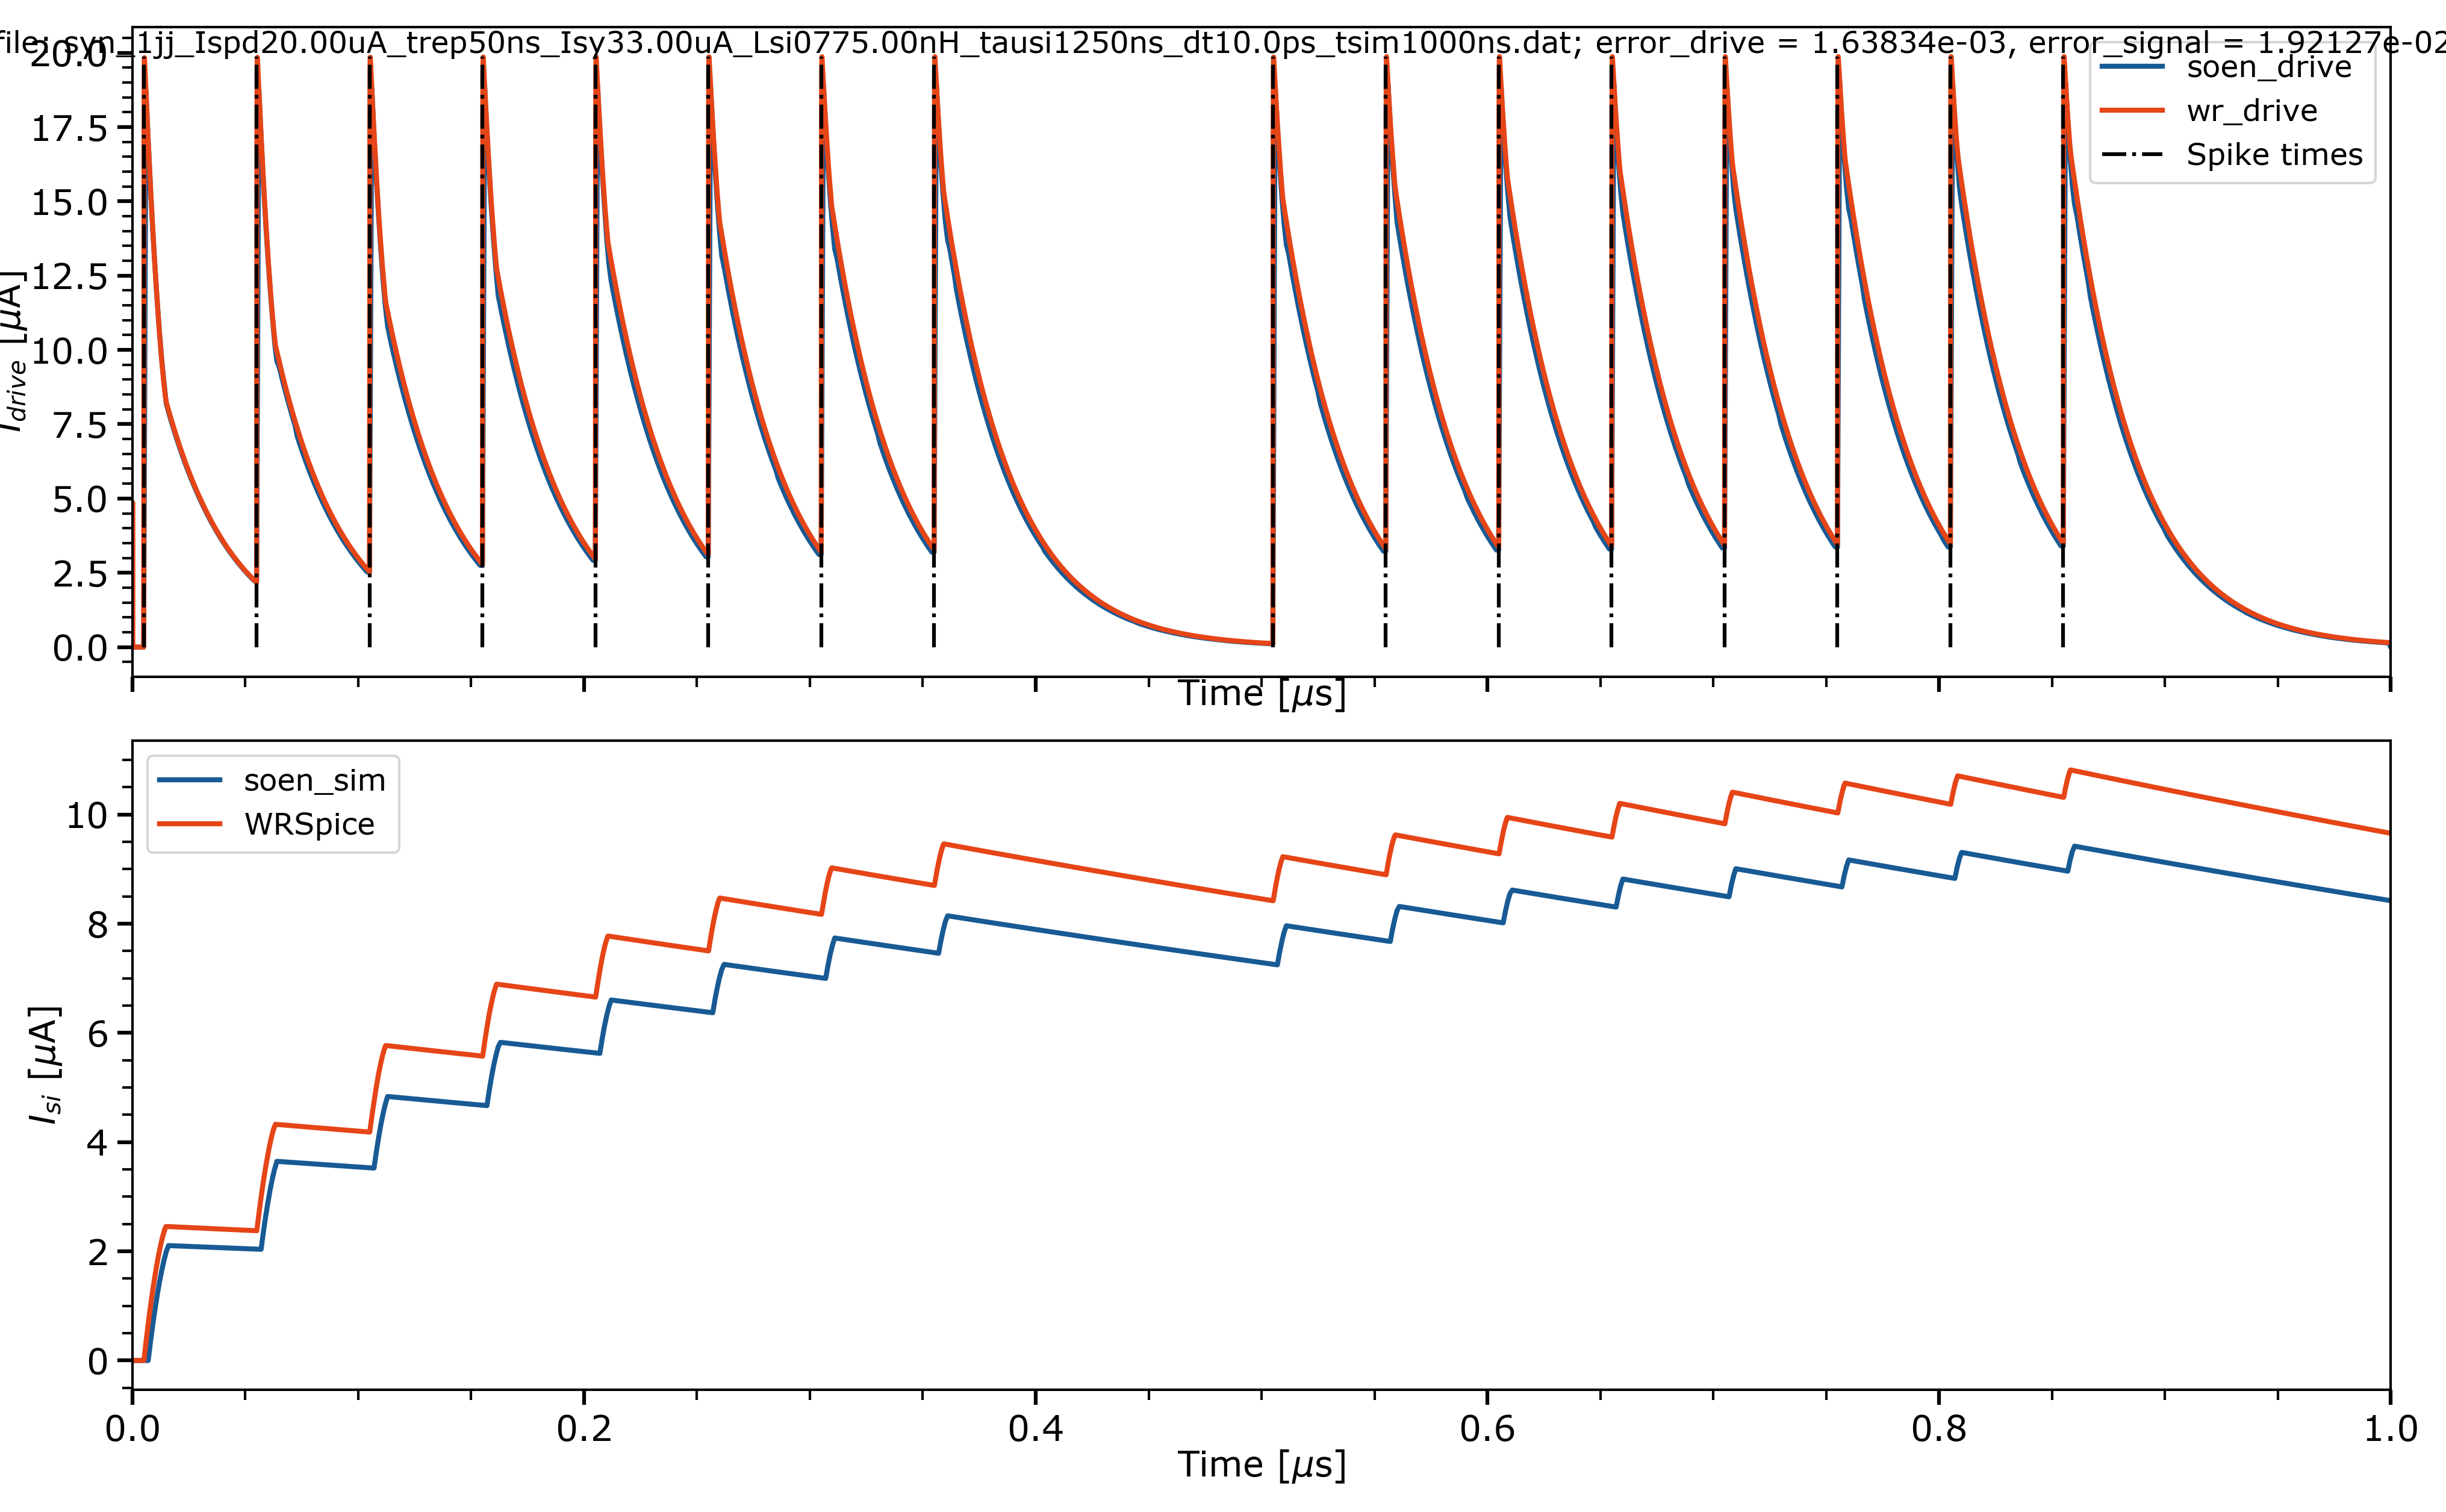 file: syn_1jj_Ispd20.00uA_trep50ns_Isy33.00uA_Lsi0775.00nH_tausi1250ns_dt10.0ps_tsim1000ns.dat; error_drive = 1.63834e-03, error_signal = 1.92127e-02
soen_drive
wr_drive
Spike times
I_drive [μA]
20.0
17.5
15.0
12.5
10.0
7.5
5.0
2.5
0.0
Time [μs]
soen_sim
WRSpice
I_si [μA]
10
8
6
4
2
0
0.0 0.2 0.4 0.6 0.8 1.0
Time [μs]